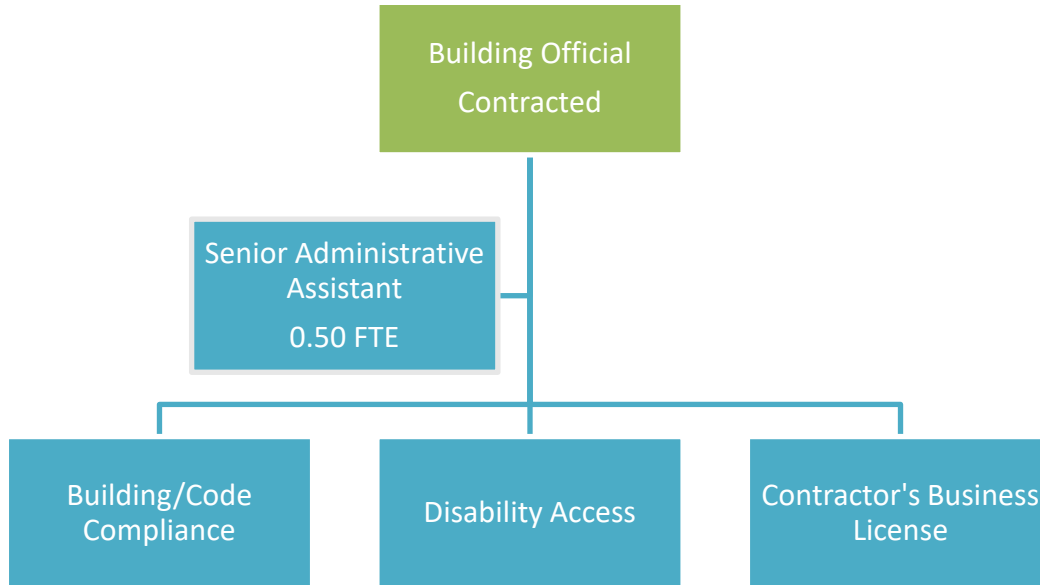 Building Official
Contracted
Senior Administrative
Assistant
0.50 FTE
Building/Code
Compliance
Disability Access
Contractor's Business
License